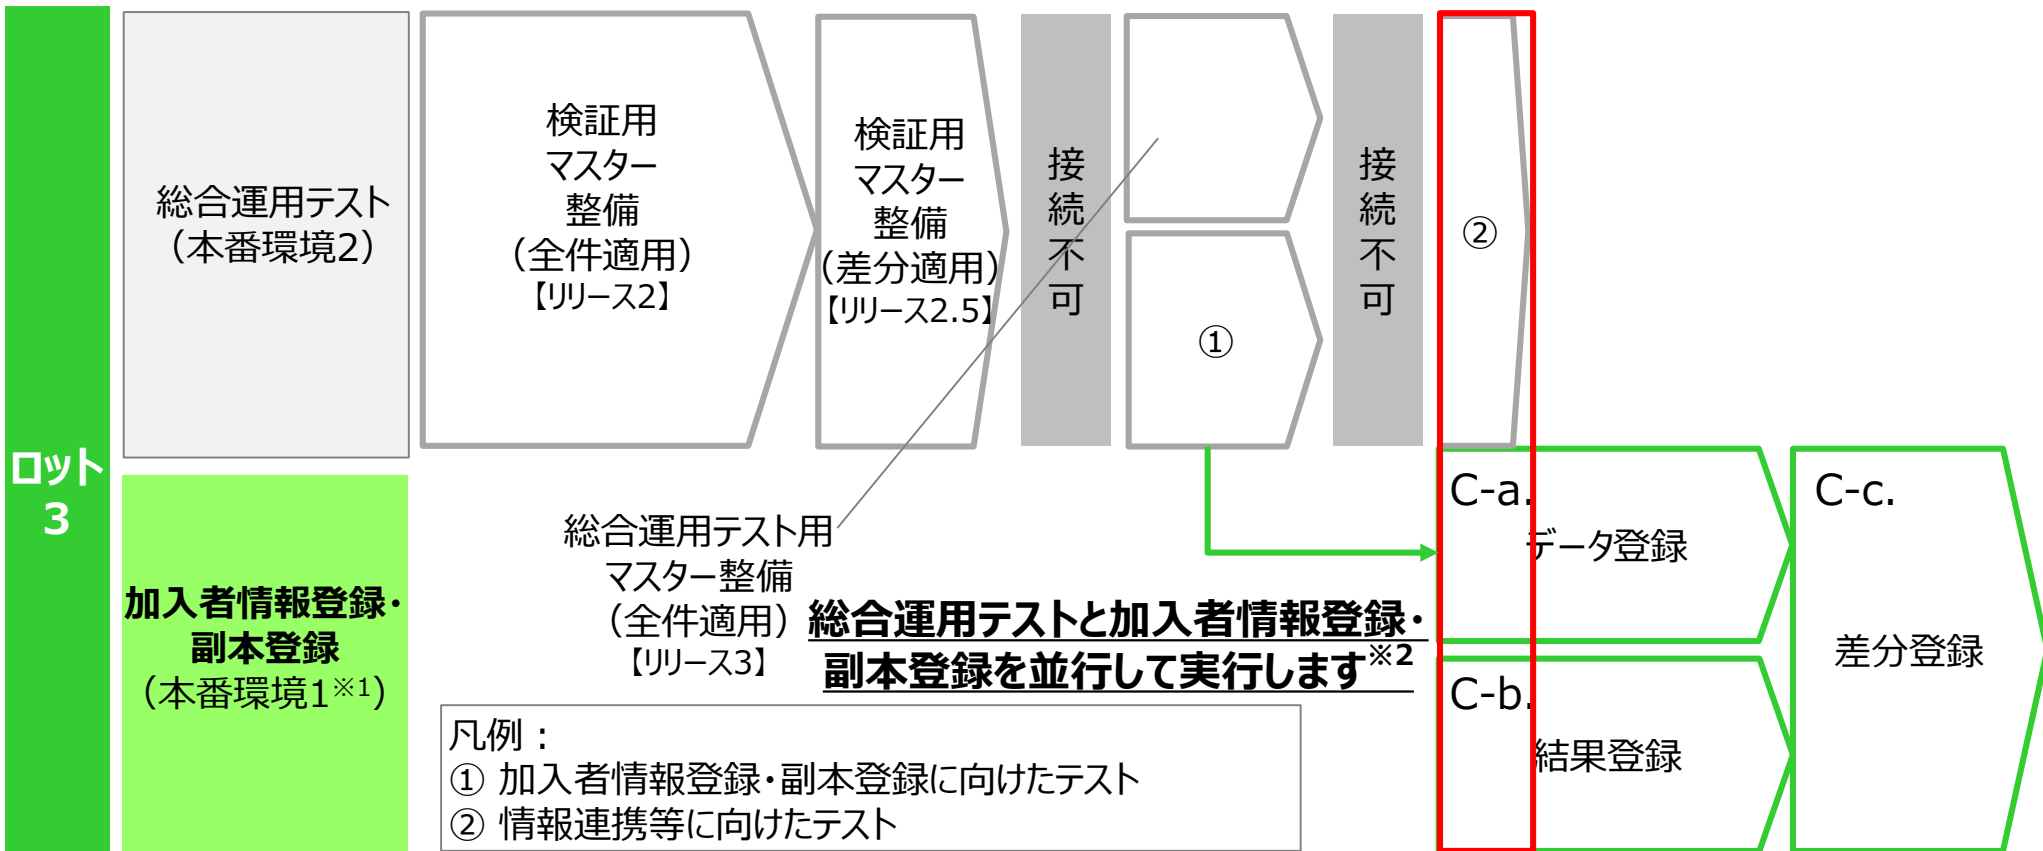 ロット
3
総合運用テスト
（本番環境2）
検証用
マスター
整備
（全件適用）
【リリース2】
検証用
マスター
整備
（差分適用）
【リリース2.5】
接続不可
①
接続不可
②
加入者情報登録・
副本登録
（本番環境1※1）
総合運用テスト用
マスター整備
（全件適用）
【リリース3】
総合運用テストと加入者情報登録・
副本登録を並行して実行します※2
C-a.
データ登録
C-b.
結果登録
C-c.
差分登録
凡例：
① 加入者情報登録・副本登録に向けたテスト
② 情報連携等に向けたテスト